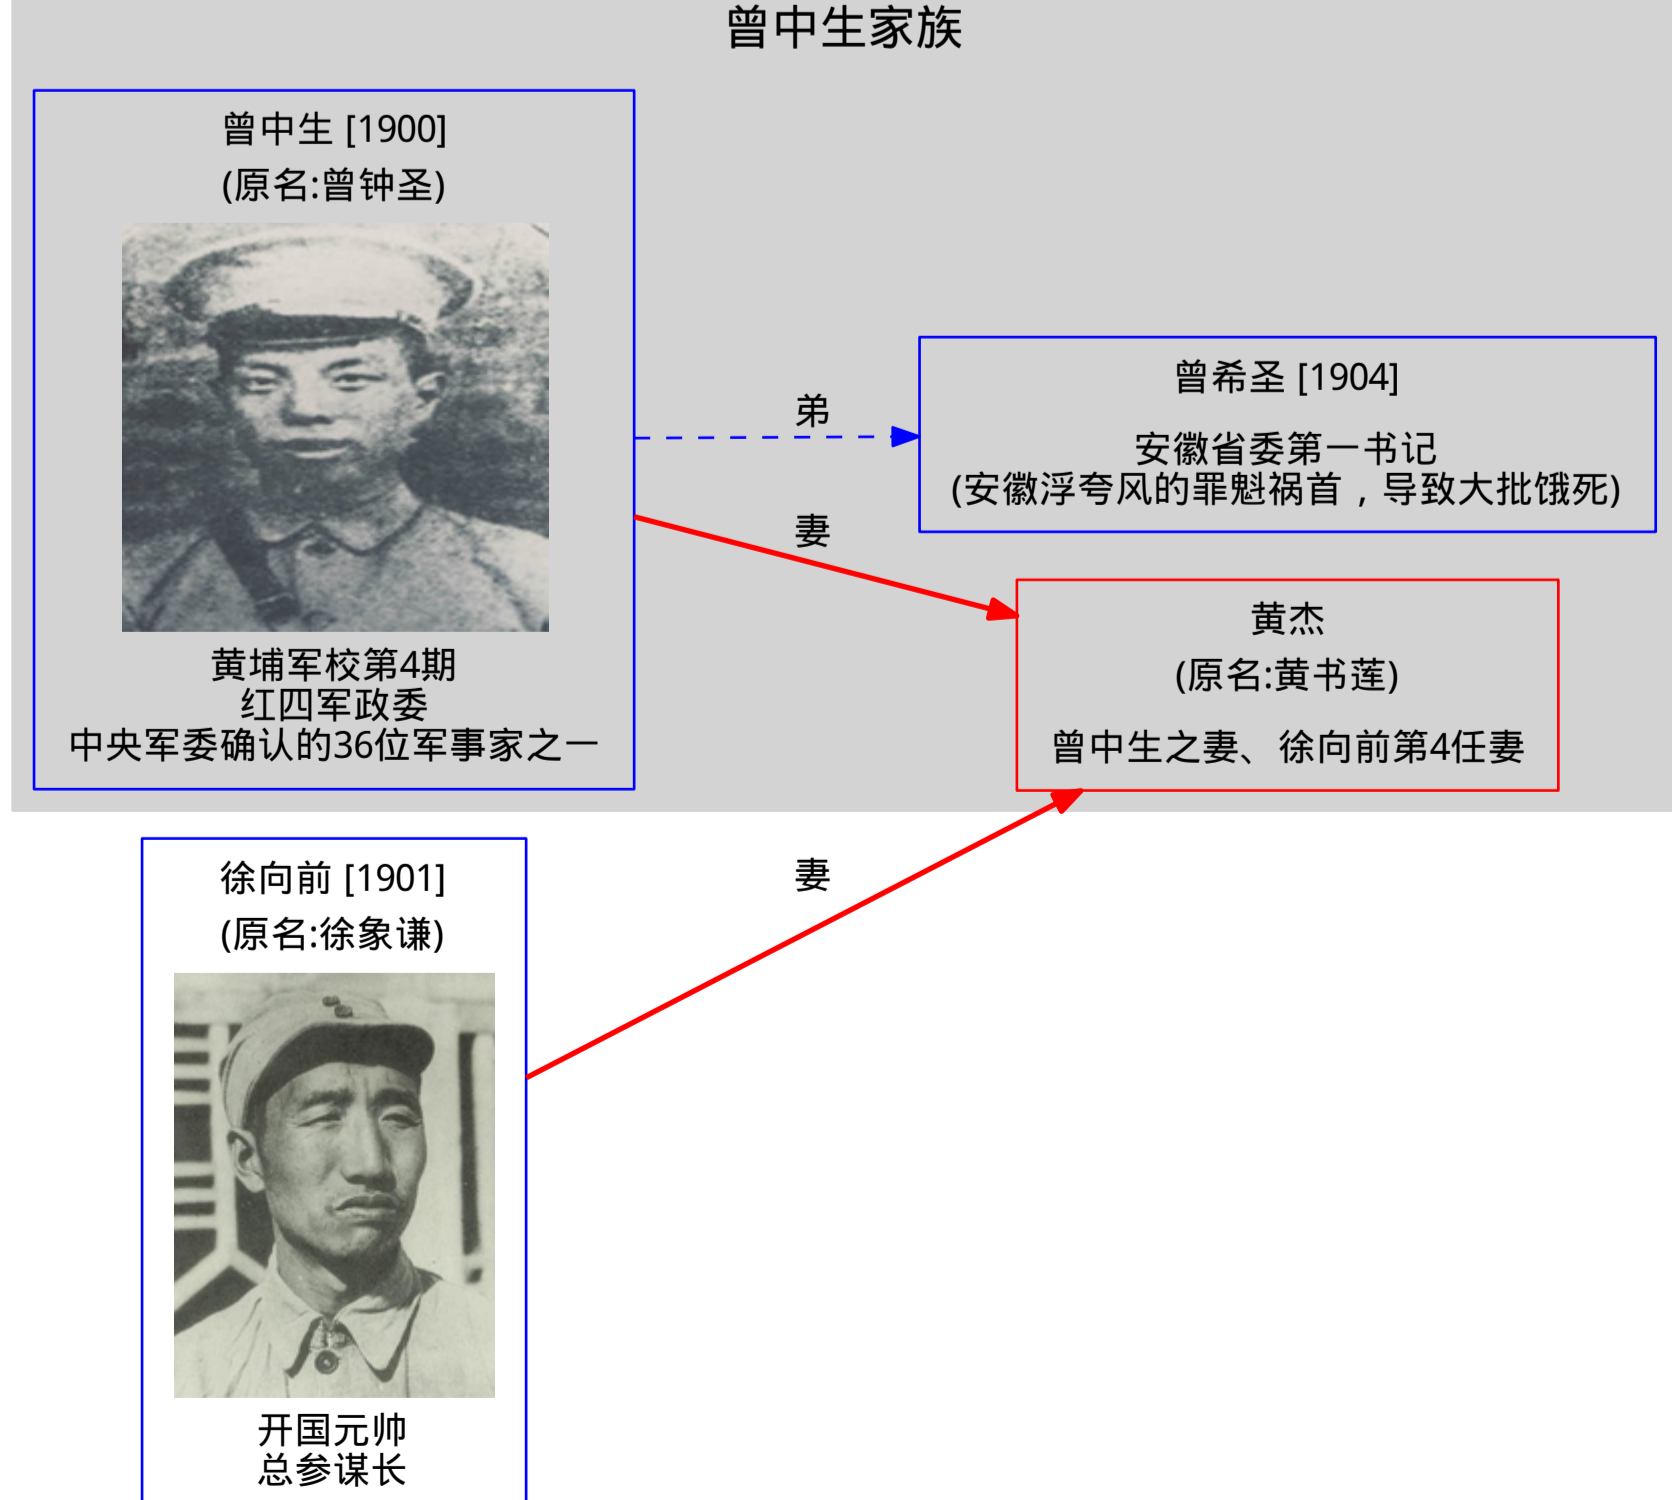 曾中生家族
曾中生 [1900]
(原名:曾钟圣)
黄埔军校第4期
红四军政委
中央军委确认的36位军事家之一
弟
曾希圣 [1904]
安徽省委第一书记
(安徽浮夸风的罪魁祸首，导致大批饿死)
妻
黄杰
(原名:黄书莲)
曾中生之妻、徐向前第4任妻
妻
徐向前 [1901]
(原名:徐象谦)
开国元帅
总参谋长